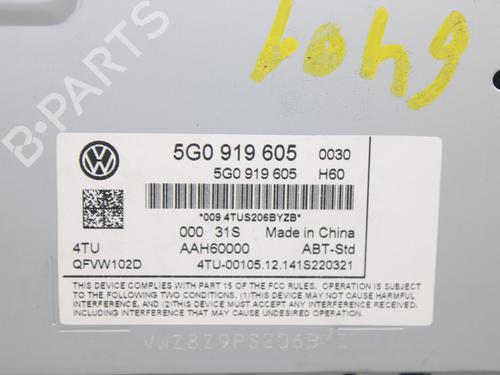 6401
B-PARTS
5G0 919 605 0030
5G0 919 605 H60
*009 4TUS206BYZB*
000 31S Made in China
4TU AAH60000 ABT-Std
QFVW102D 4TU-00105.12.141S220321
THIS DEVICE COMPLIES WITH PART 15 OF THE FCC RULES. OPERATION IS SUBJECT
TO THE FOLLOWING TWO CONDITIONS: (1)THIS DEVICE MAY NOT CAUSE HARMFUL
INTERFERENCE, AND (2)THIS DEVICE MUST ACCEPT ANY INTERFERENCE RECEIVED,
INCLUDING INTERFERENCE THAT MAY CAUSE UNDESIRED OPERATION.
VWZ8Z9PS206BYZ